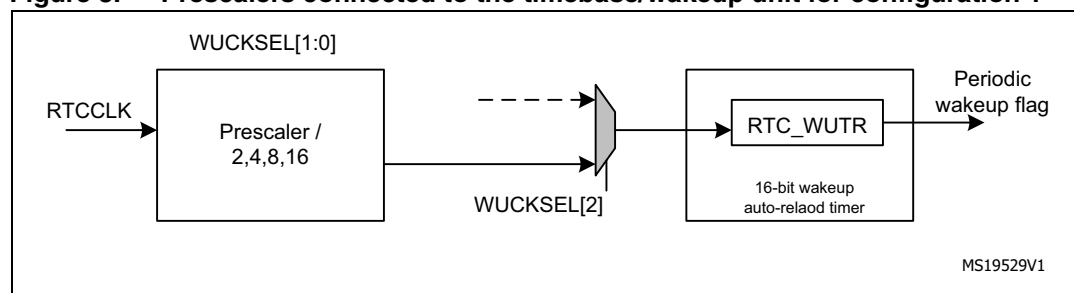 Figure 8. Prescalers connected to the timebase/wakeup unit for configuration 1
WUCKSEL[1:0]
RTCCLK
Prescaler /
2,4,8,16
WUCKSEL[2]
RTC_WUTR
16-bit wakeup
auto-relaod timer
Periodic
wakeup flag
MS19529V1